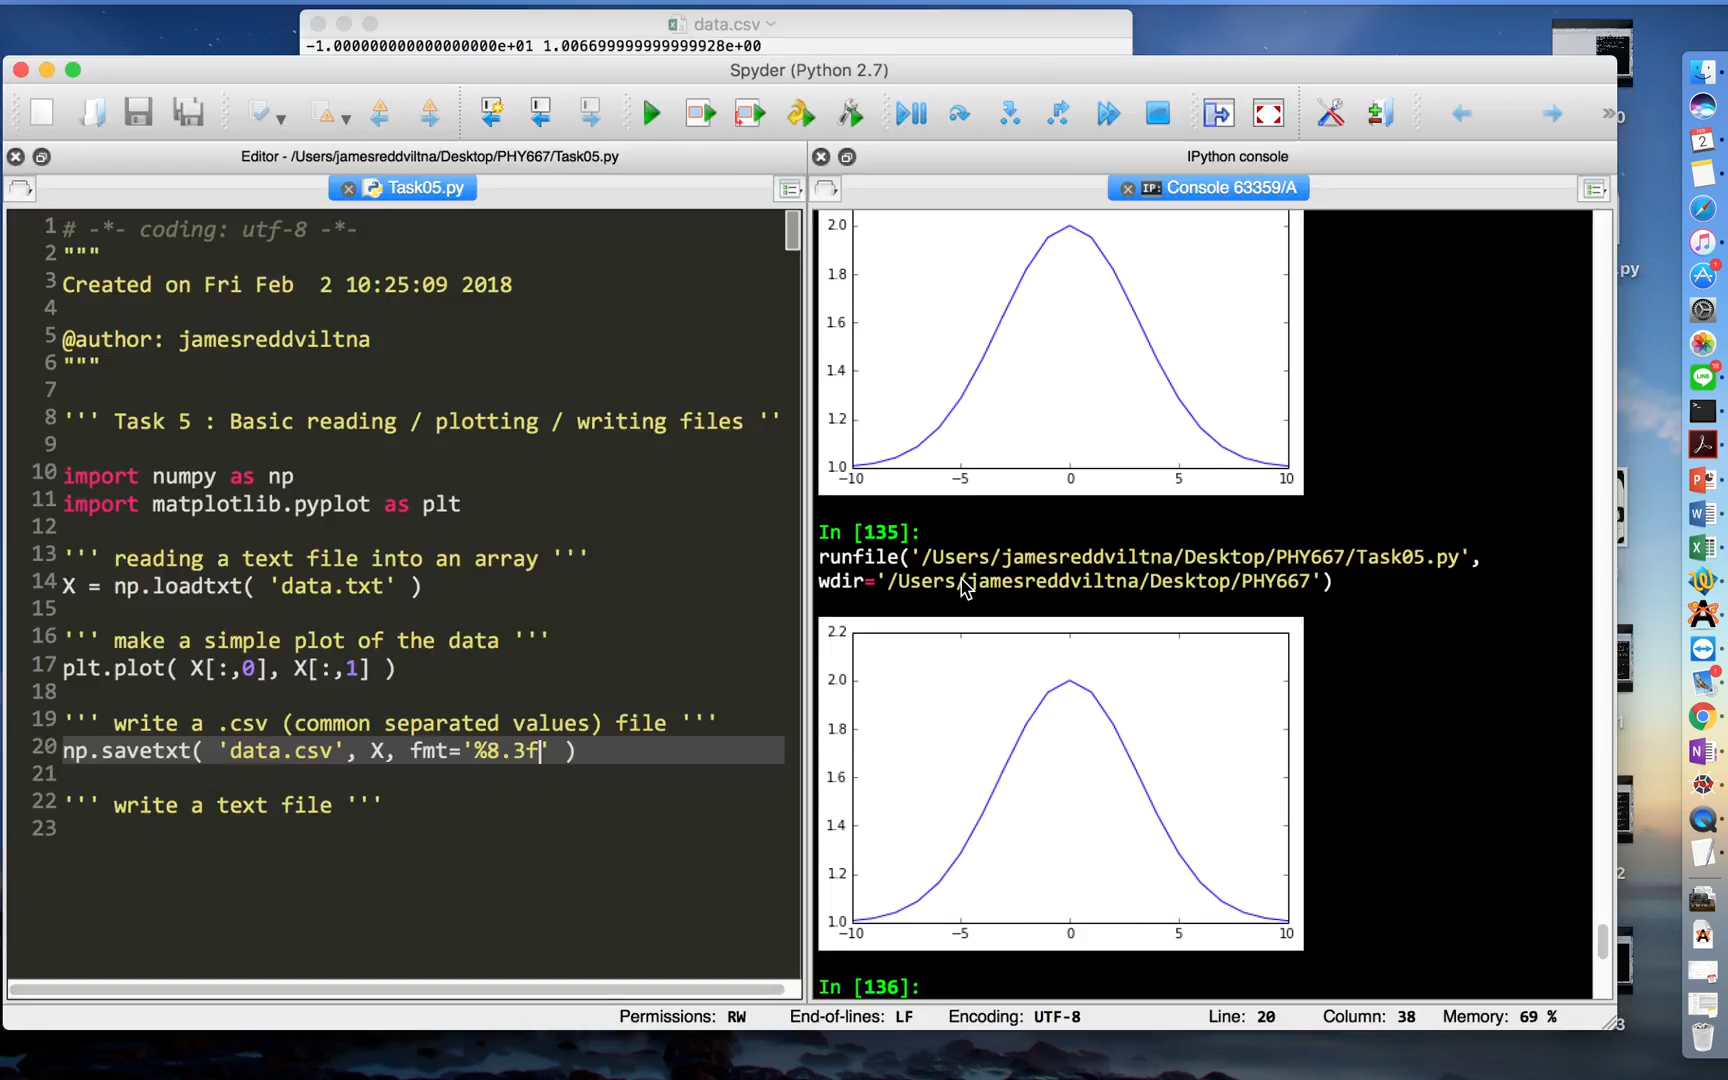 data.csv
-1.000000000000000000e+01 1.006699999999999928e+00
Spyder (Python 2.7)
Editor - /Users/jamesreddviltna/Desktop/PHY667/Task05.py
IPython console
Task05.py
IP: Console 63359/A
1 # -*- coding: utf-8 -*-
2 """
3 Created on Fri Feb  2 10:25:09 2018
4
5 @author: jamesreddviltna
6 """
7
8 ''' Task 5 : Basic reading / plotting / writing files ''
9
10 import numpy as np
11 import matplotlib.pyplot as plt
12
13 ''' reading a text file into an array '''
14 X = np.loadtxt( 'data.txt' )
15
16 ''' make a simple plot of the data '''
17 plt.plot( X[:,0], X[:,1] )
18
19 ''' write a .csv (common separated values) file '''
20 np.savetxt( 'data.csv', X, fmt='%8.3f' )
21
22 ''' write a text file '''
23
2.0
1.8
1.6
1.4
1.2
1.0
-10 -5 0 5 10
In [135]:
runfile('/Users/jamesreddviltna/Desktop/PHY667/Task05.py',
wdir='/Users/jamesreddviltna/Desktop/PHY667')
2.2
2.0
1.8
1.6
1.4
1.2
1.0
-10 -5 0 5 10
In [136]:
Permissions: RW End-of-lines: LF Encoding: UTF-8 Line: 20 Column: 38 Memory: 69 %
.py